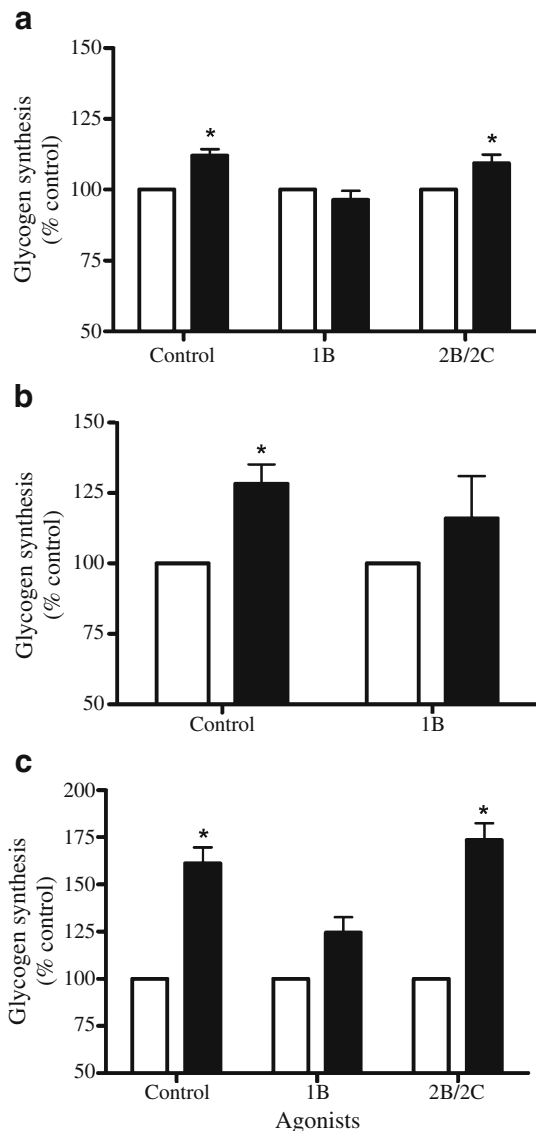 a
150
125
100
75
50
Glycogen synthesis
(% control)
*
*
Control 1B 2B/2C
b
150
125
100
75
50
Glycogen synthesis
(% control)
*
Control 1B
c
200
175
150
125
100
75
50
Glycogen synthesis
(% control)
*
*
Control 1B 2B/2C
Agonists